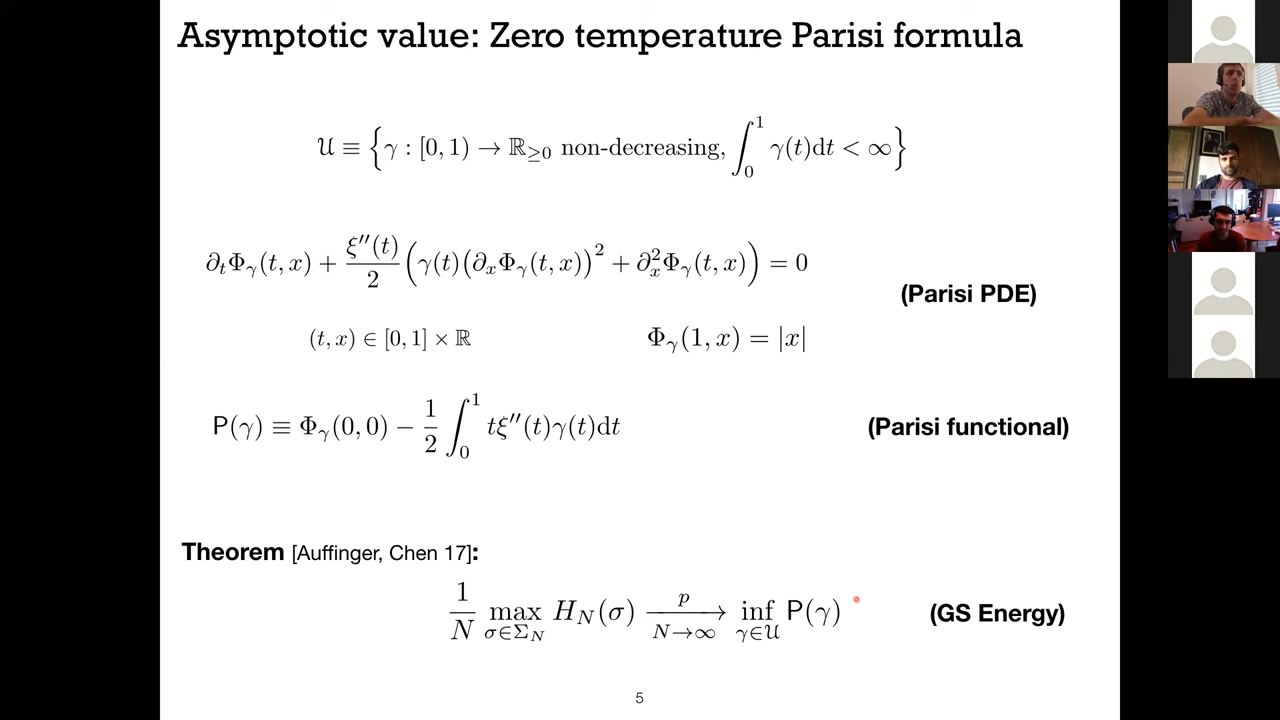 Asymptotic value: Zero temperature Parisi formula
𝒰 ≡ {γ : [0, 1) → ℝ≥0 non-decreasing, ∫₀¹ γ(t)dt < ∞}
∂ₜΦᵧ(t, x) + ξ″(t)/2 (γ(t)(∂ₓΦᵧ(t, x))² + ∂ₓ²Φᵧ(t, x)) = 0
(Parisi PDE)
(t, x) ∈ [0, 1] × ℝ Φᵧ(1, x) = |x|
P(γ) ≡ Φᵧ(0, 0) − 1/2 ∫₀¹ tξ″(t)γ(t)dt (Parisi functional)
Theorem [Auffinger, Chen 17]:
1/N max_{σ∈Σ_N} H_N(σ) →^p_{N→∞} inf_{γ∈𝒰} P(γ) (GS Energy)
5